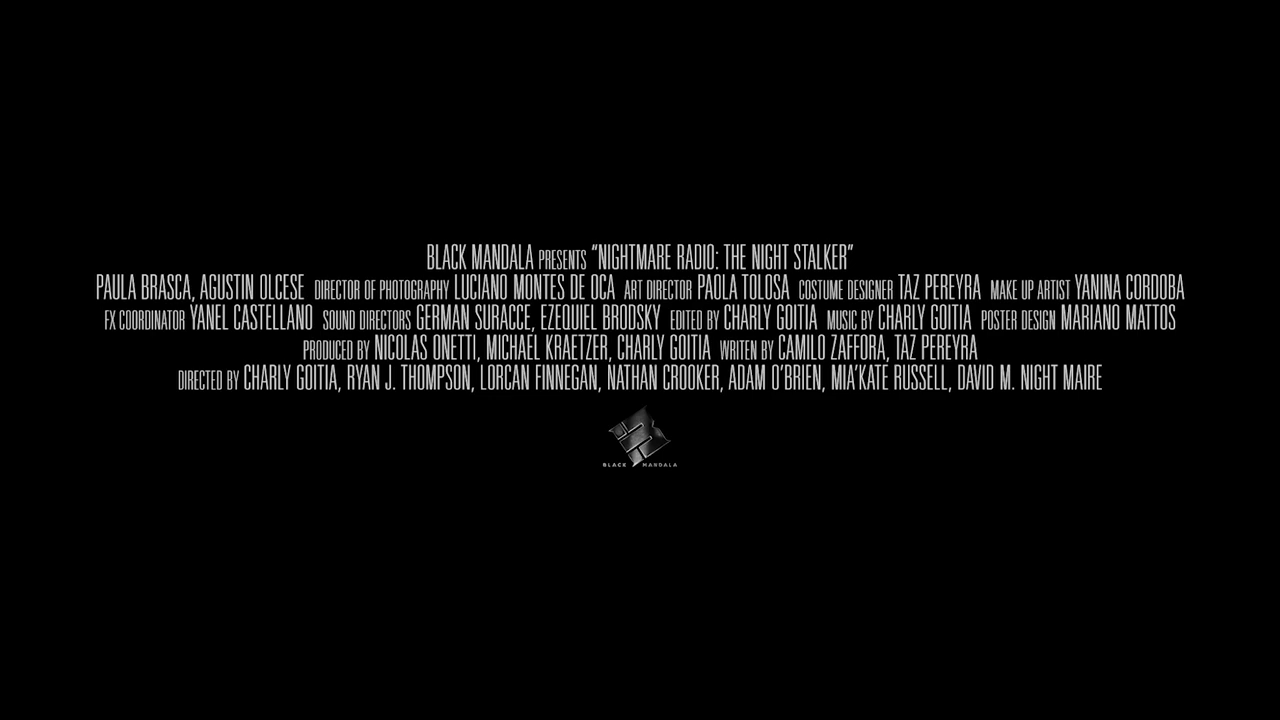 BLACK MANDALA PRESENTS “NIGHTMARE RADIO: THE NIGHT STALKER”
PAULA BRASCA, AGUSTIN OLCESE DIRECTOR OF PHOTOGRAPHY LUCIANO MONTES DE OCA ART DIRECTOR PAOLA TOLOSA COSTUME DESIGNER TAZ PEREYRA MAKE UP ARTIST YANINA CORDOBA
FX COORDINATOR YANEL CASTELLANO SOUND DIRECTORS GERMAN SURACCE, EZEQUIEL BRODSKY EDITED BY CHARLY GOITIA MUSIC BY CHARLY GOITIA POSTER DESIGN MARIANO MATTOS
PRODUCED BY NICOLAS ONETTI, MICHAEL KRAETZER, CHARLY GOITIA WRITEN BY CAMILO ZAFFORA, TAZ PEREYRA
DIRECTED BY CHARLY GOITIA, RYAN J. THOMPSON, LORCAN FINNEGAN, NATHAN CROOKER, ADAM O’BRIEN, MIA’KATE RUSSELL, DAVID M. NIGHT MAIRE
BLACK MANDALA